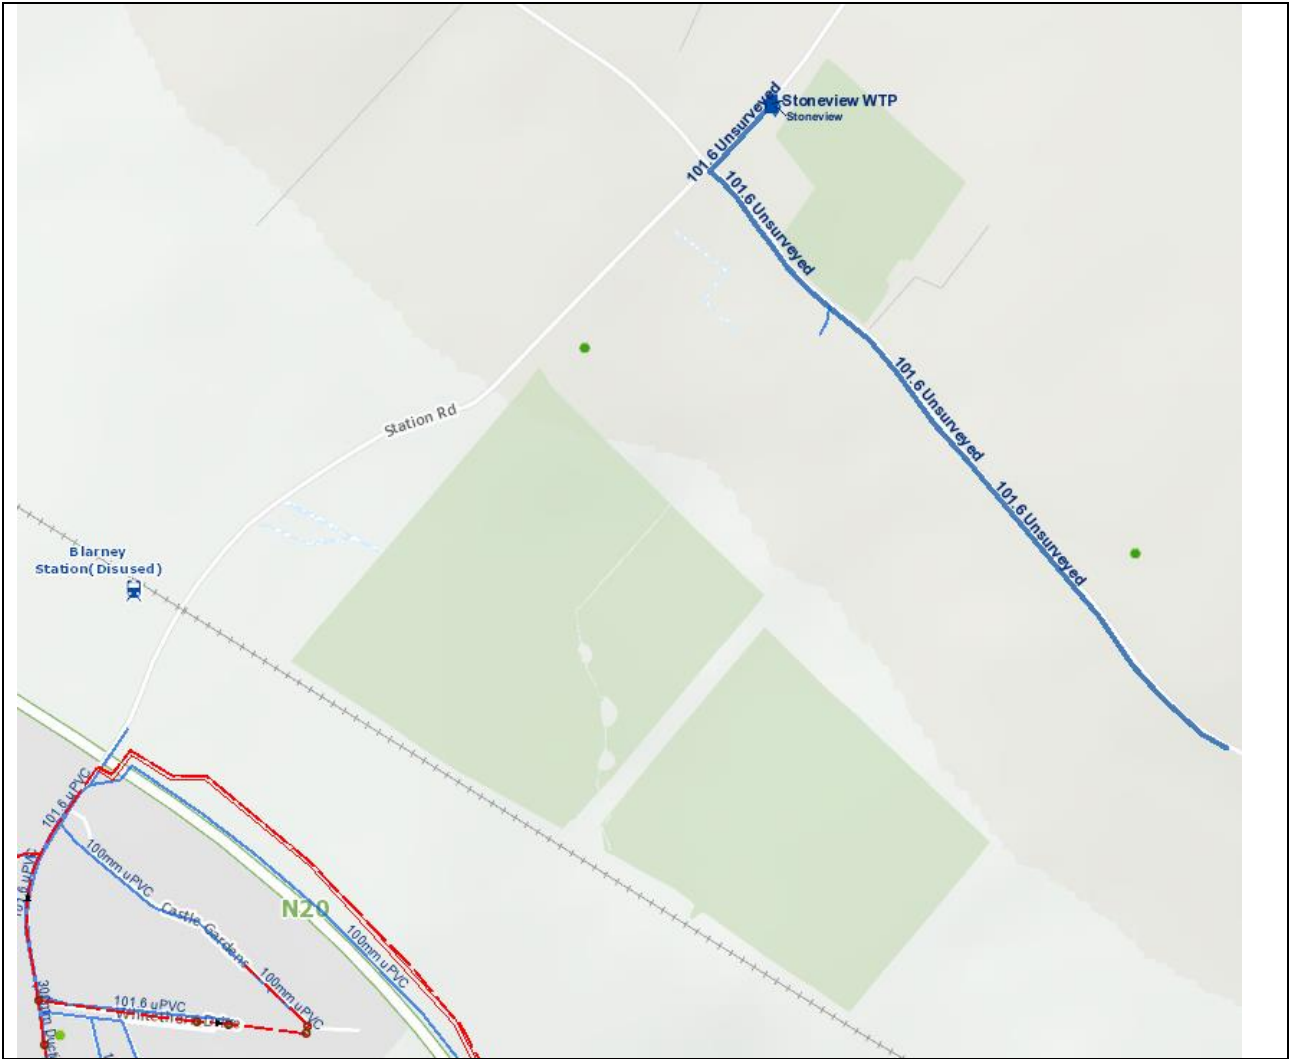 Stoneview WTP
Stoneview
101.6 Unsurveyed
101.6 Unsurveyed
101.6 Unsurveyed
101.6 Unsurveyed
Station Rd
Blarney
Station(Disused)
101.6 uPVC
100mm uPVC
Castle Gardens
N20
100mm uPVC
100mm uPVC
101.6 uPVC